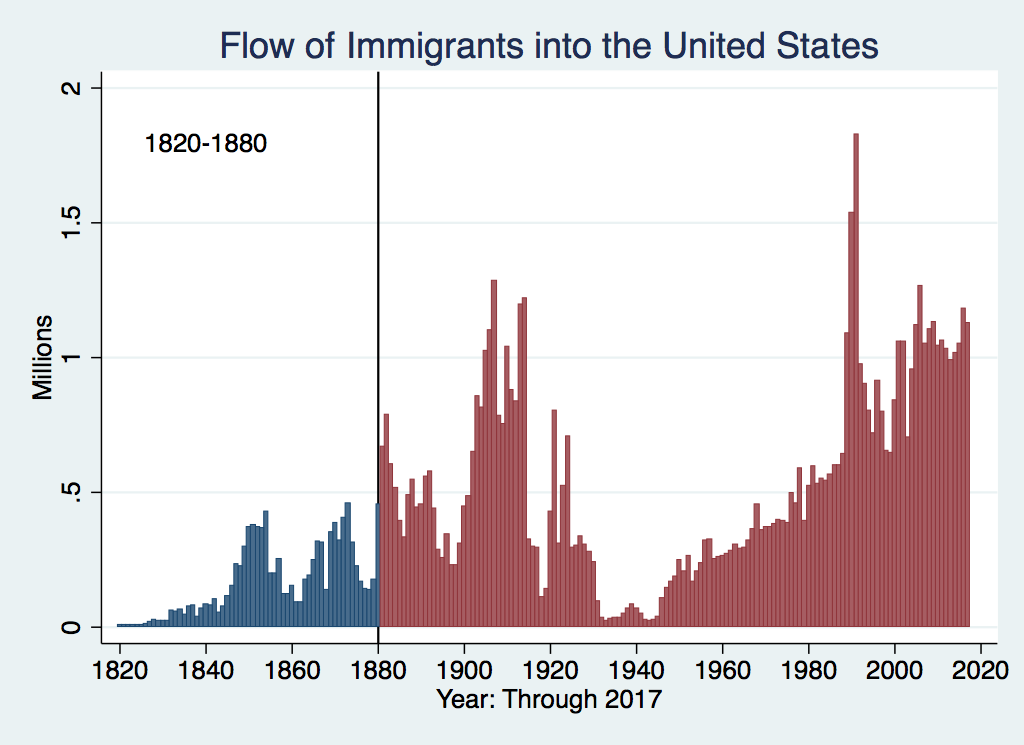 Flow of Immigrants into the United States
2
1820-1880
1.5
Millions
1
.5
0
1820 1840 1860 1880 1900 1920 1940 1960 1980 2000 2020
Year: Through 2017